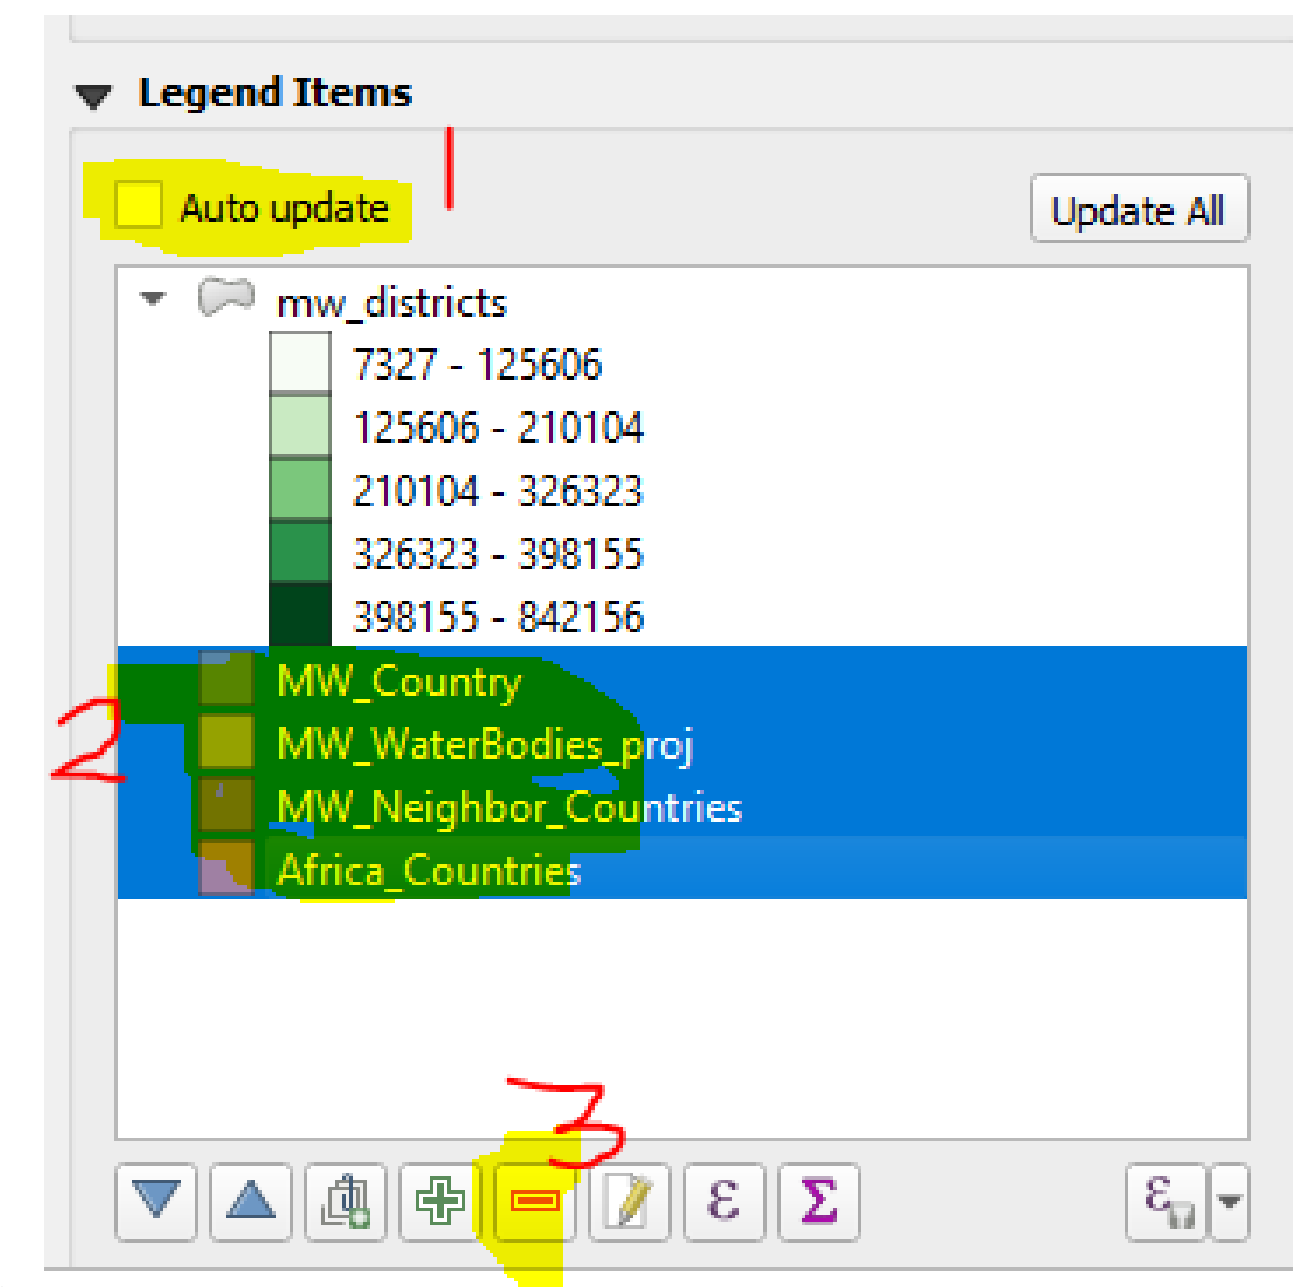 Legend Items
1
Auto update
Update All
mw_districts
7327 - 125606
125606 - 210104
210104 - 326323
326323 - 398155
398155 - 842156
2
MW_Country
MW_WaterBodies_proj
MW_Neighbor_Countries
Africa_Countries
3
ε Σ ε